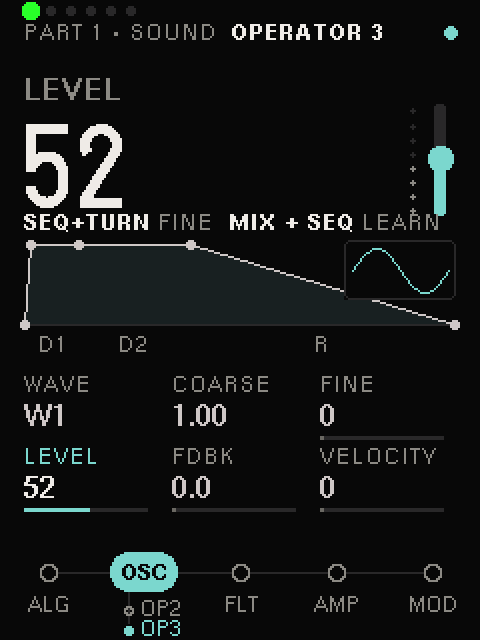 PART 1 · SOUND OPERATOR 3
LEVEL
52
SEQ+TURN FINE MIX + SEQ LEARN
D1 D2 R
WAVE COARSE FINE
W1 1.00 0
LEVEL FDBK VELOCITY
52 0.0 0
OSC
ALG FLT AMP MOD
OP2
OP3